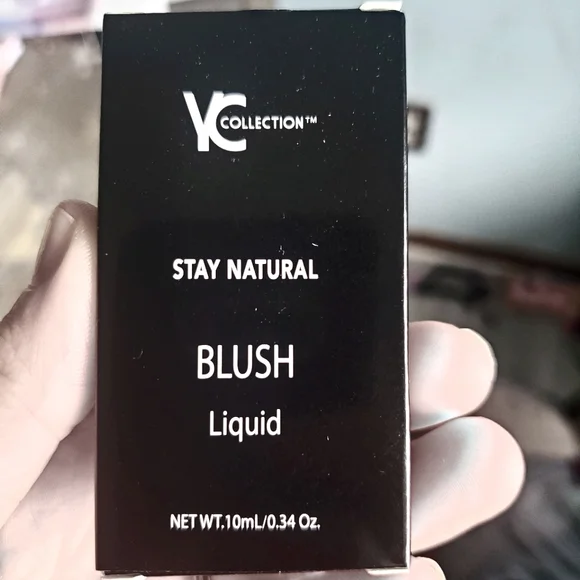 YC COLLECTION™
STAY NATURAL
BLUSH
Liquid
NET WT.10mL/0.34 Oz.